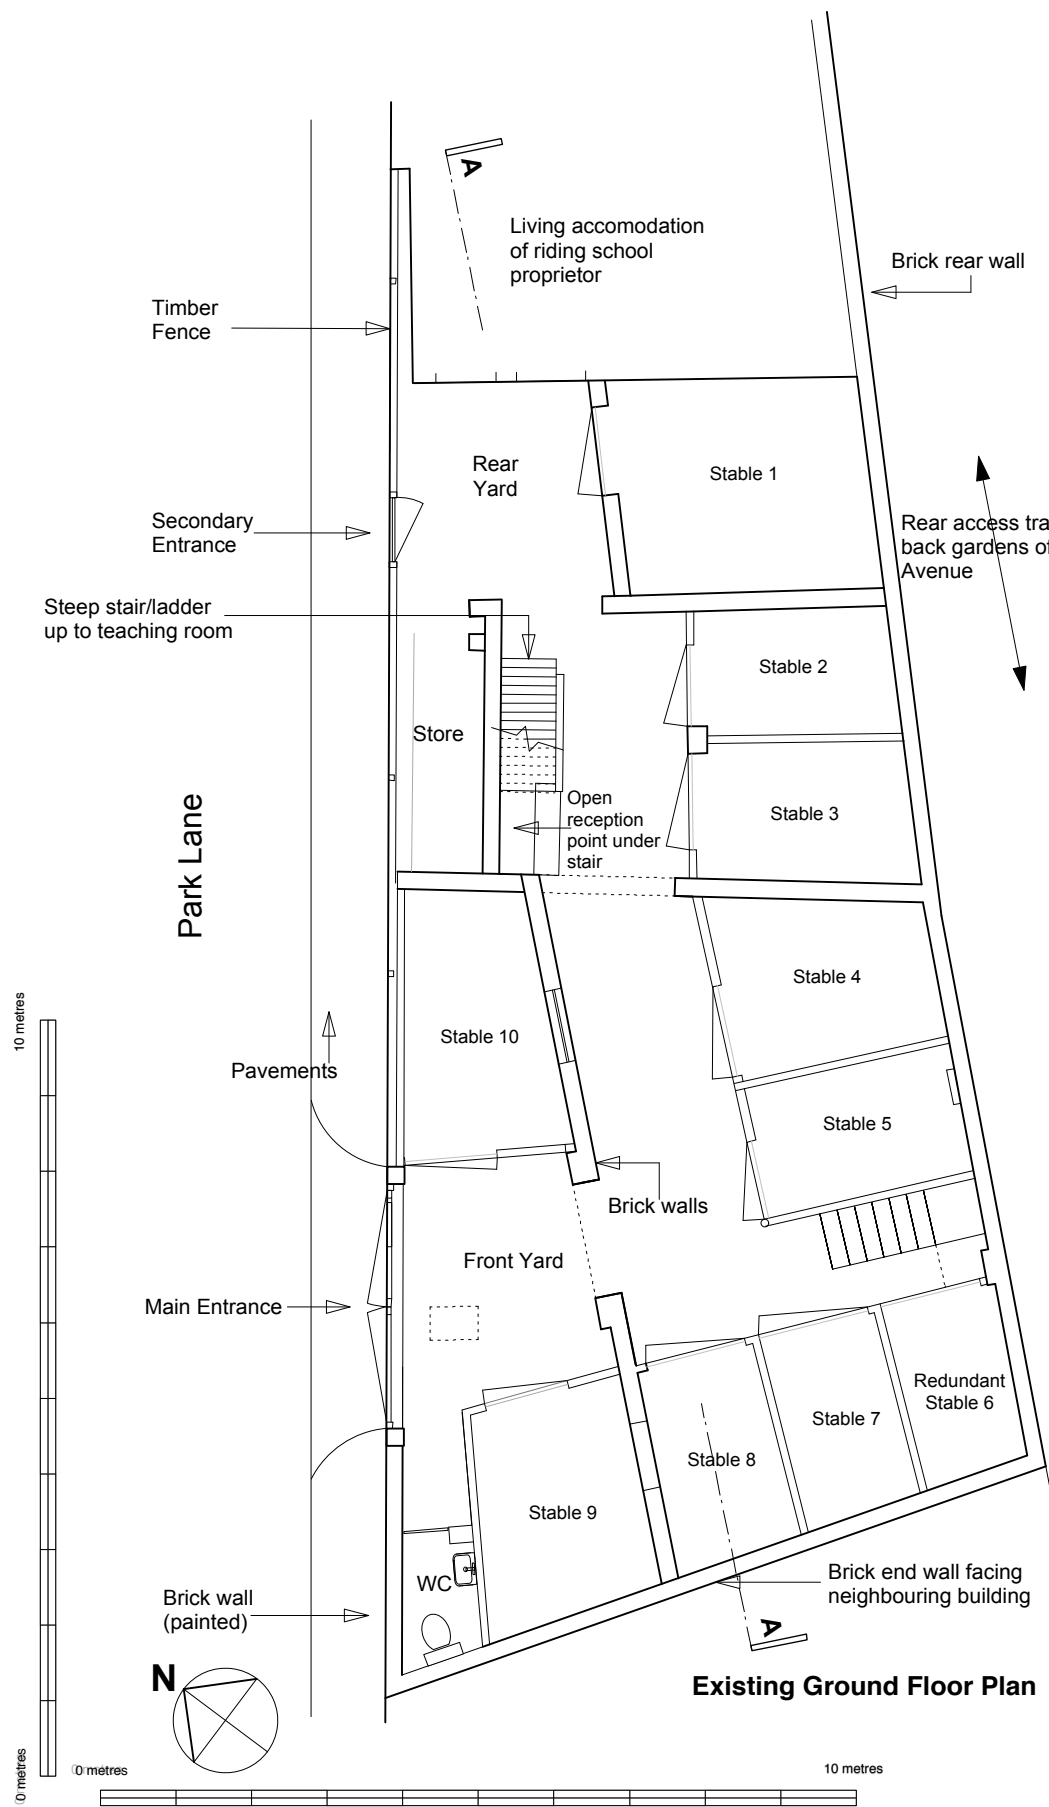 A
Living accomodation
of riding school
proprietor
Brick rear wall
Timber
Fence
Rear
Yard
Stable 1
Secondary
Entrance
Rear access tra
back gardens of
Avenue
Steep stair/ladder
up to teaching room
Stable 2
Store
Stable 3
Open
reception
point under
stair
Park Lane
Stable 4
10 metres
Stable 10
Pavements
Stable 5
Brick walls
Front Yard
Main Entrance
Redundant
Stable 6
Stable 7
Stable 8
Stable 9
WC
Brick end wall facing
neighbouring building
Brick wall
(painted)
A
N
Existing Ground Floor Plan
0 metres
0 metres
10 metres